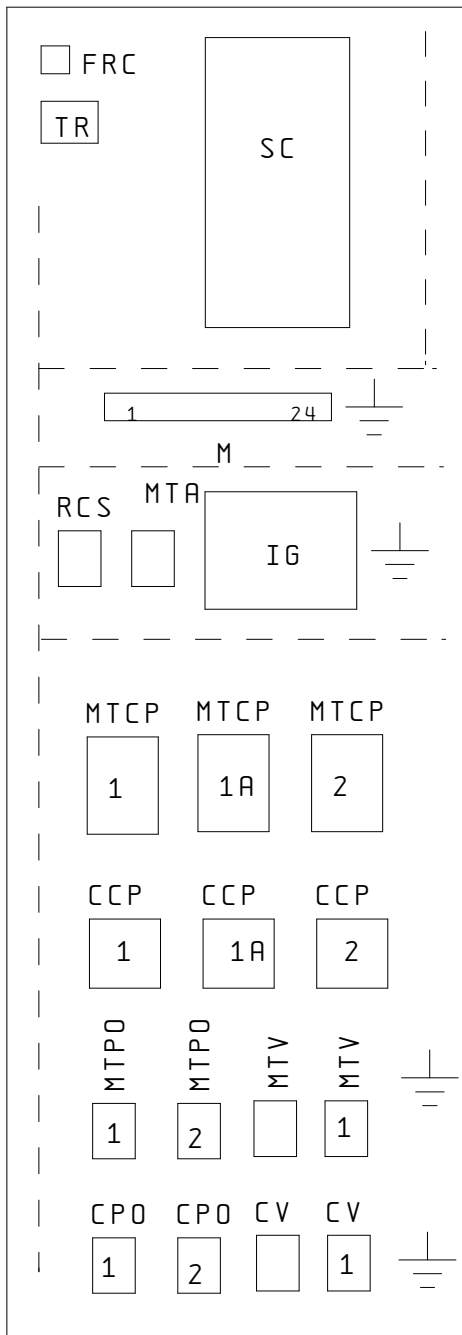 FRC
TR
SC
1 24
M
RCS MTA
IG
MTCP MTCP MTCP
1 1A 2
CCP CCP CCP
1 1A 2
MTPO MTPO MTV MTV
1 2 1
CPO CPO CV CV
1 2 1